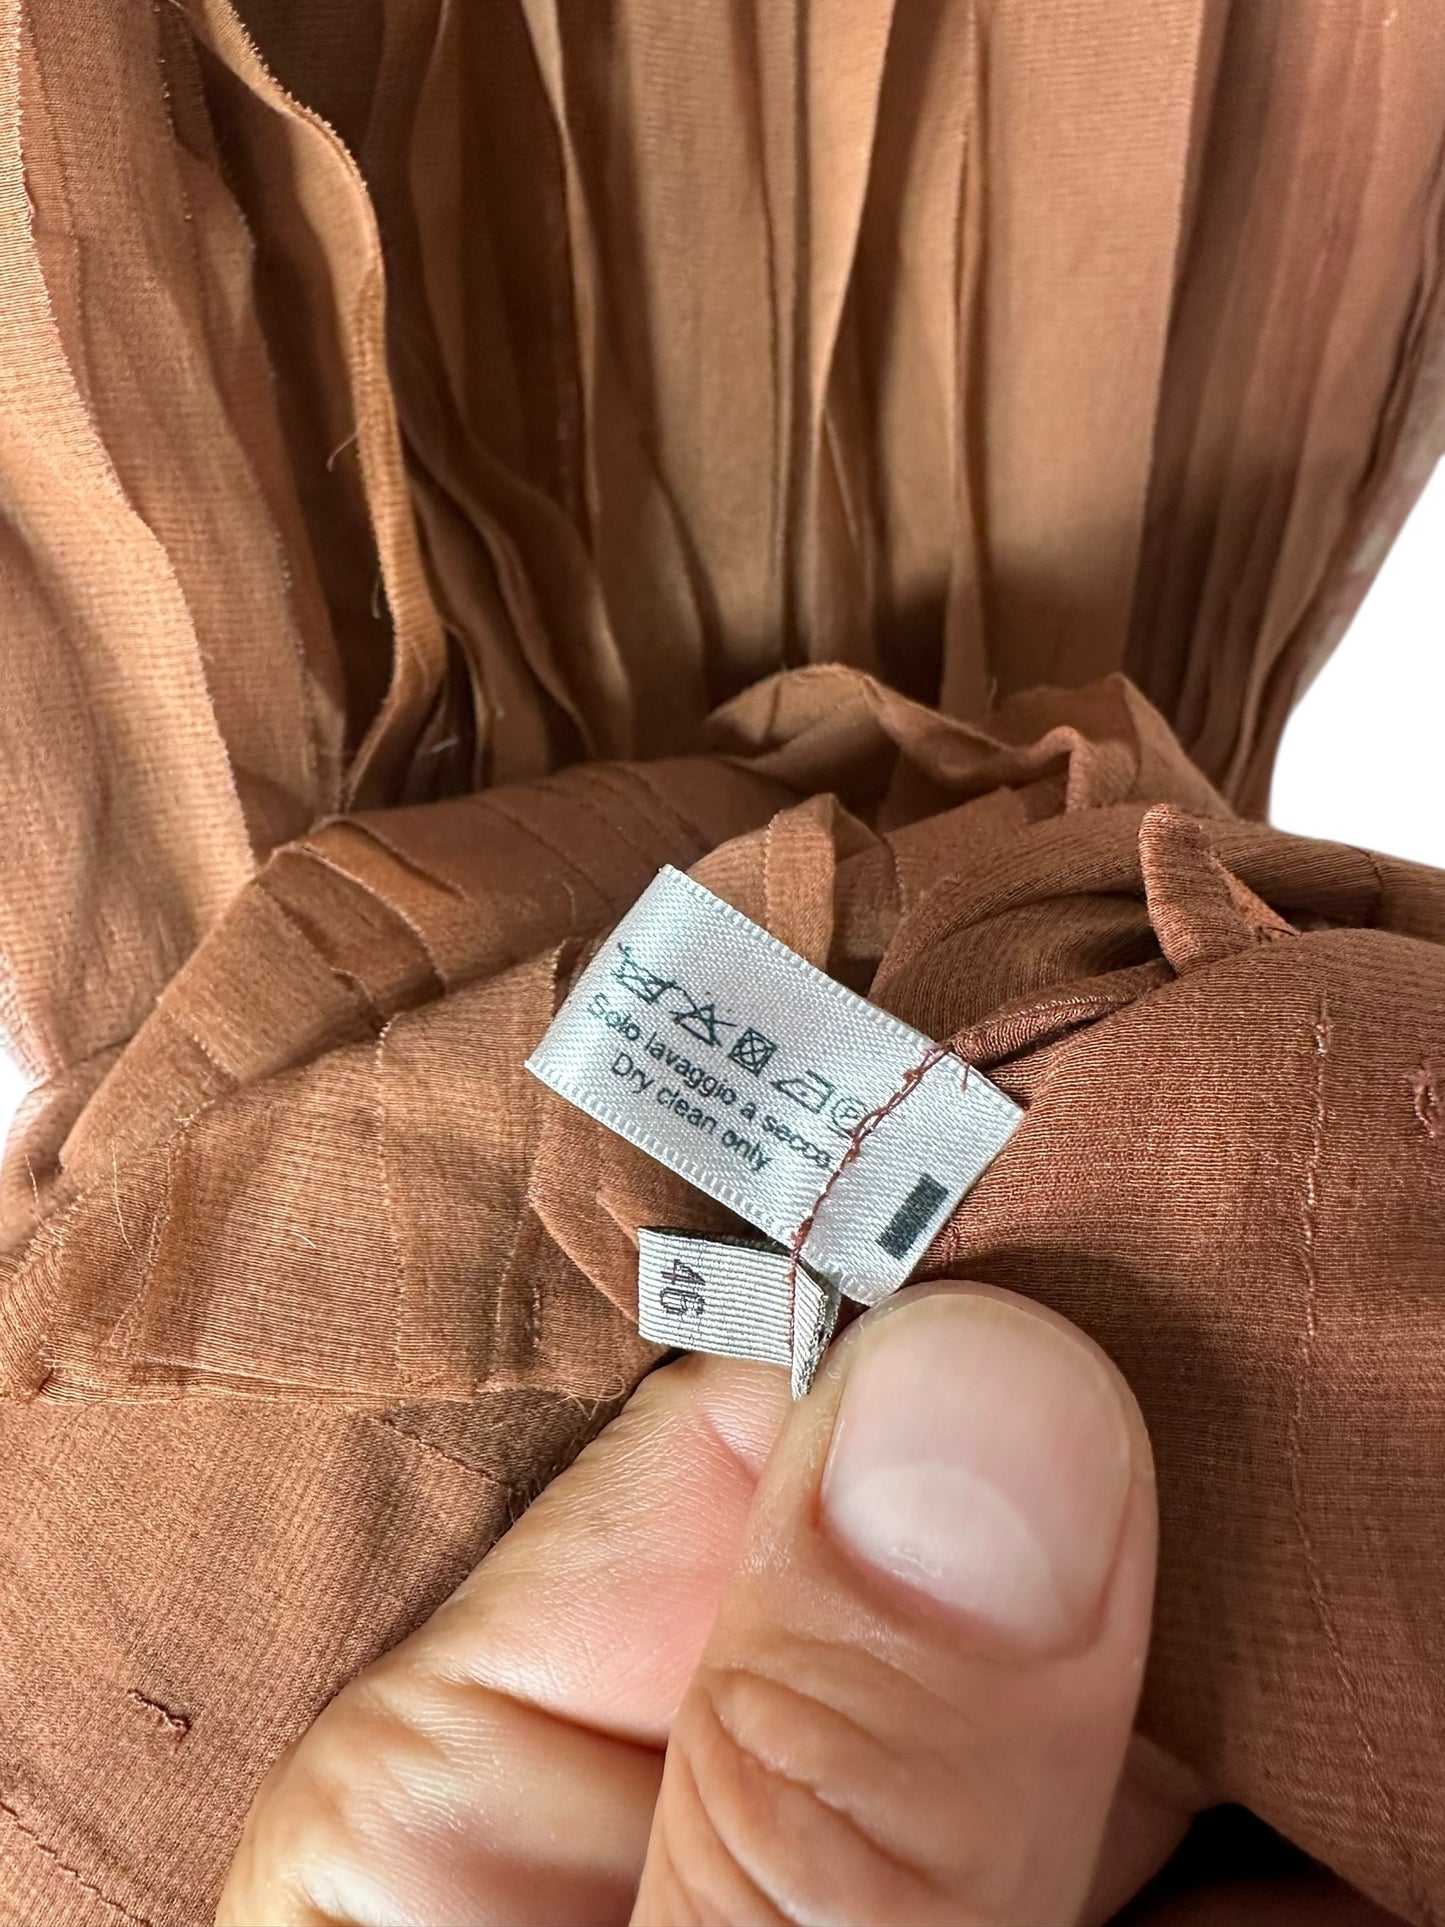 Solo lavaggio a secco
Dry clean only
46